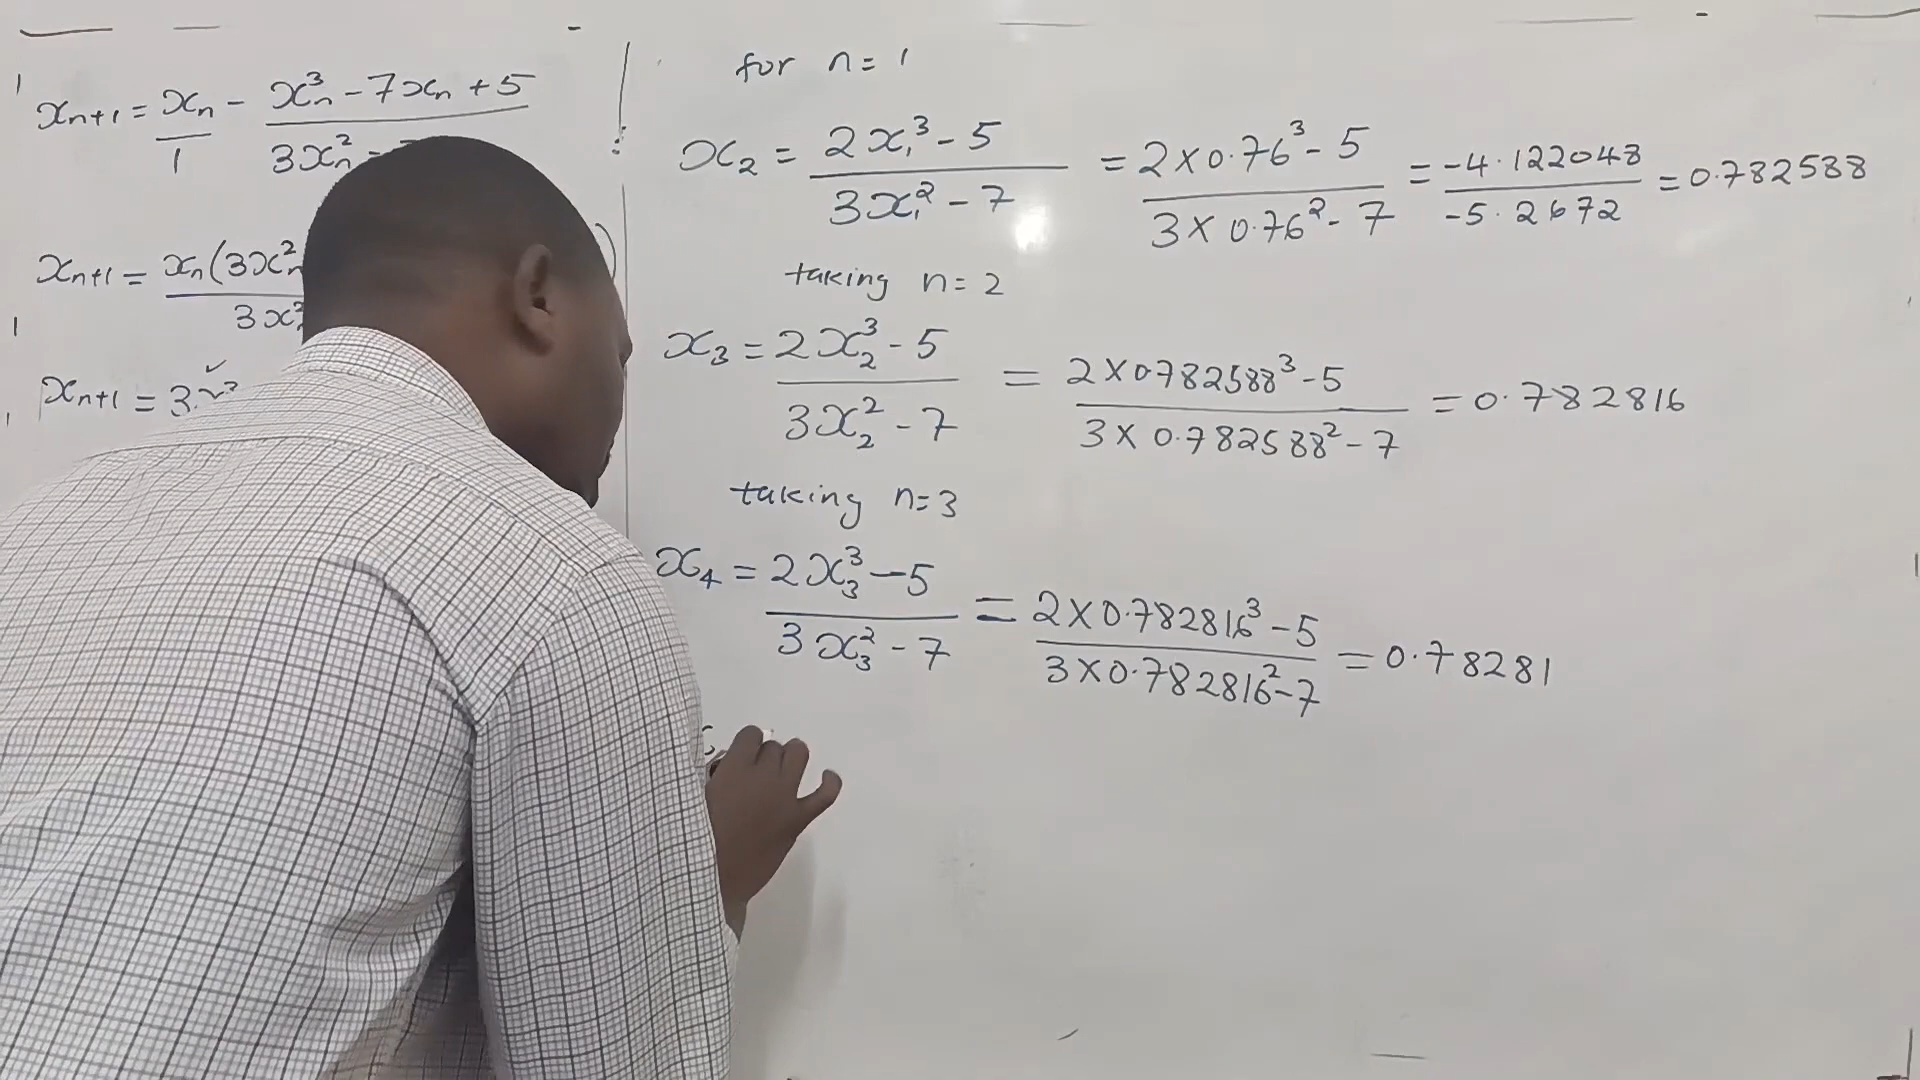 xₙ₊₁ = xₙ/1 - (xₙ³ - 7xₙ + 5)/(3xₙ² -
xₙ₊₁ = xₙ(3xₙ² / 3x
xₙ₊₁ = 3x
for n = 1
x₂ = (2x₁³ - 5)/(3x₁² - 7) = (2 × 0.76³ - 5)/(3 × 0.76² - 7) = -4.122048/-5.2672 = 0.782588
taking n = 2
x₃ = (2x₂³ - 5)/(3x₂² - 7) = (2 × 0.782588³ - 5)/(3 × 0.782588² - 7) = 0.782816
taking n = 3
x₄ = (2x₃³ - 5)/(3x₃² - 7) = (2 × 0.782816³ - 5)/(3 × 0.782816² - 7) = 0.78281